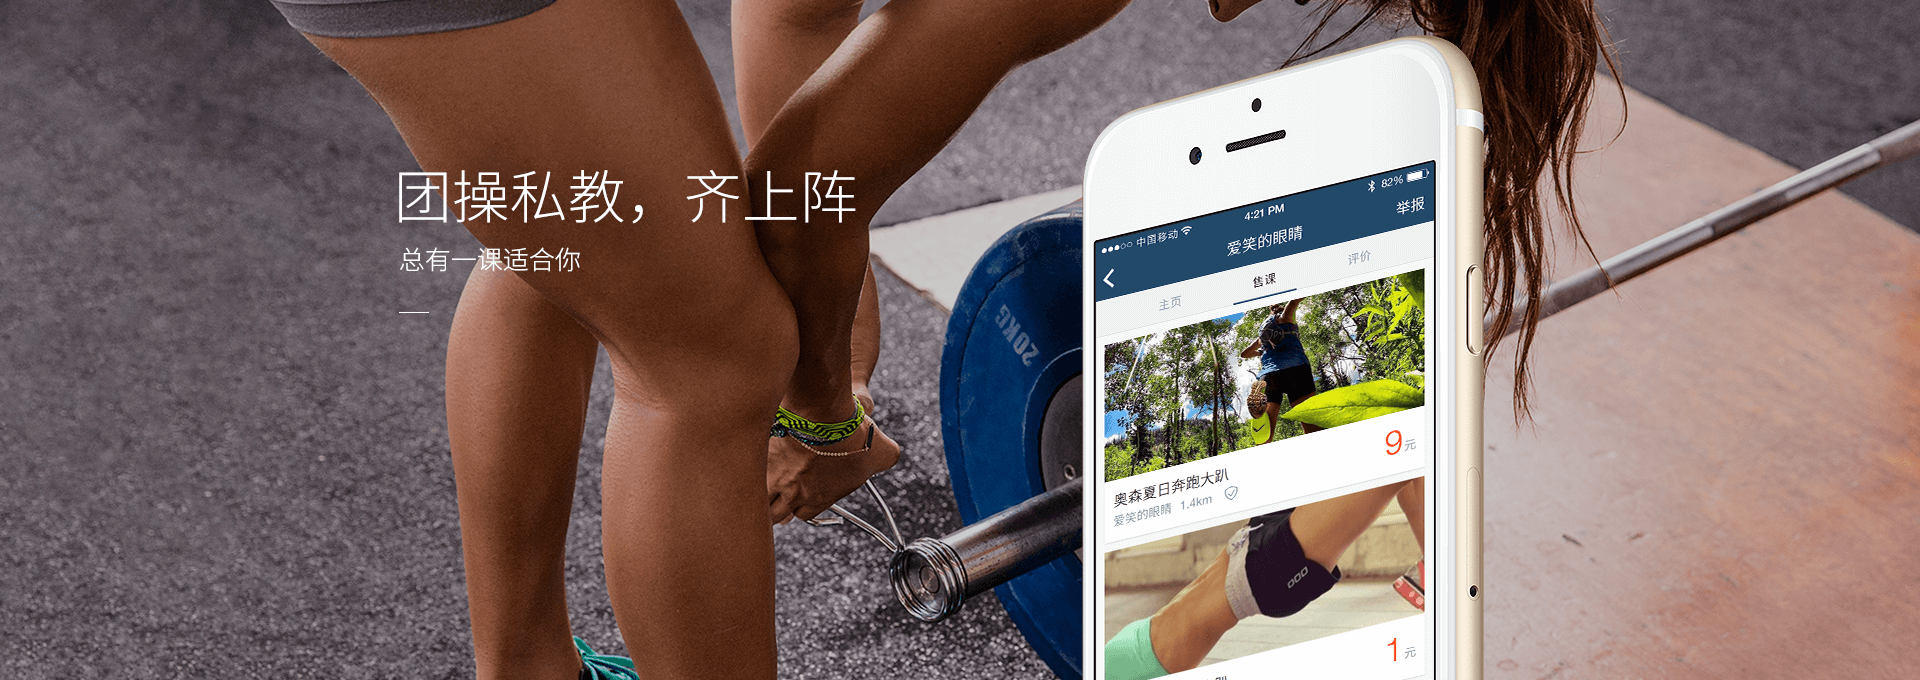 团操私教，齐上阵
总有一课适合你
20KG
82%
4:21 PM
中国移动
举报
爱笑的眼睛
主页
售课
评价
9元
奥森夏日奔跑大趴
爱笑的眼睛 1.4km
1元